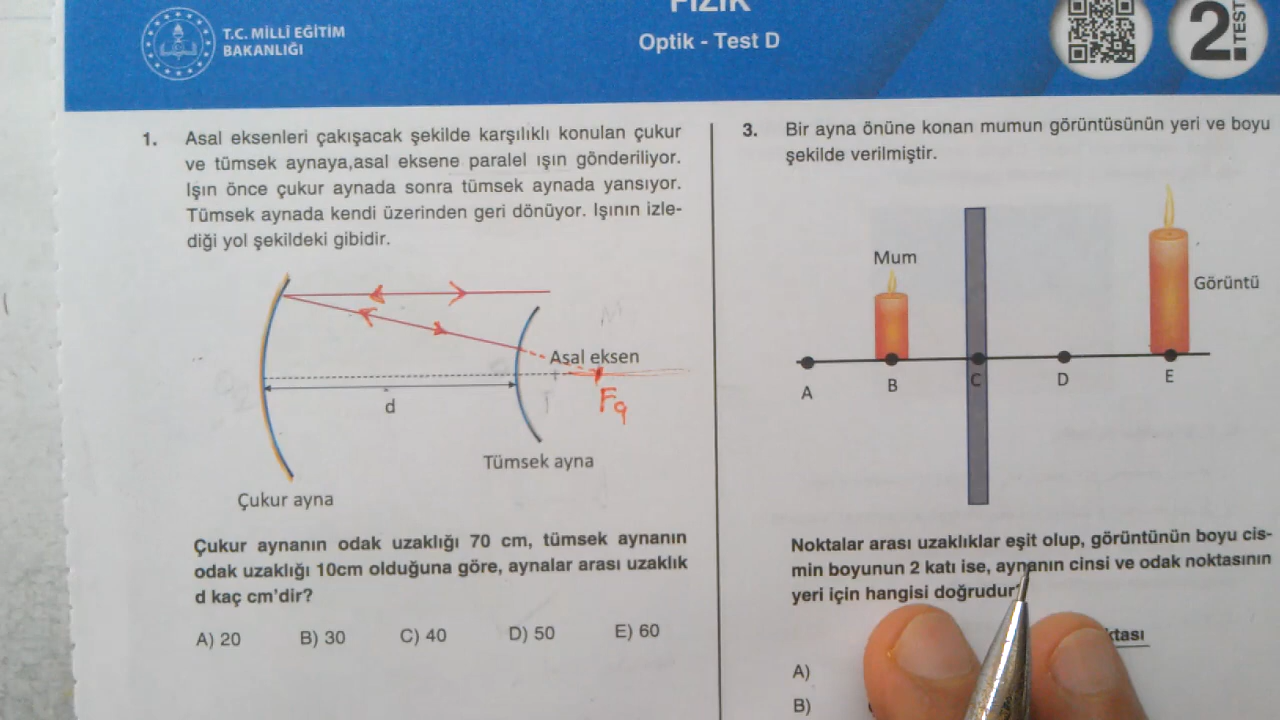 T.C. MİLLÎ EĞİTİM
BAKANLIĞI
FİZİK
Optik - Test D
2.
TEST
1. Asal eksenleri çakışacak şekilde karşılıklı konulan çukur
ve tümsek aynaya,asal eksene paralel ışın gönderiliyor.
Işın önce çukur aynada sonra tümsek aynada yansıyor.
Tümsek aynada kendi üzerinden geri dönüyor. Işının izle-
diği yol şekildeki gibidir.
Asal eksen
d
F
Tümsek ayna
Çukur ayna
Çukur aynanın odak uzaklığı 70 cm, tümsek aynanın
odak uzaklığı 10cm olduğuna göre, aynalar arası uzaklık
d kaç cm'dir?
A) 20 B) 30 C) 40 D) 50 E) 60
3. Bir ayna önüne konan mumun görüntüsünün yeri ve boyu
şekilde verilmiştir.
Mum
Görüntü
A B C D E
Noktalar arası uzaklıklar eşit olup, görüntünün boyu cis-
min boyunun 2 katı ise, aynanın cinsi ve odak noktasının
yeri için hangisi doğrudur
A)
B)